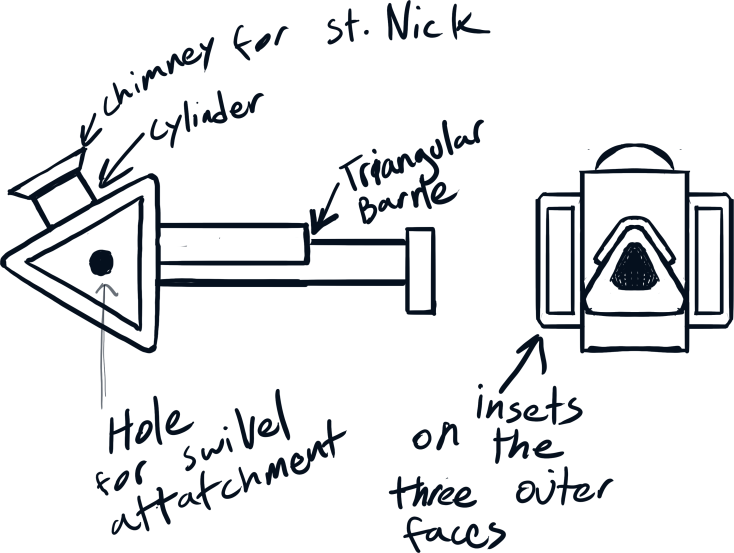 chimney for st. Nick
cylinder
Triangular
Barrle
Hole
for swivel
attatchment
insets
on the
three outer
faces